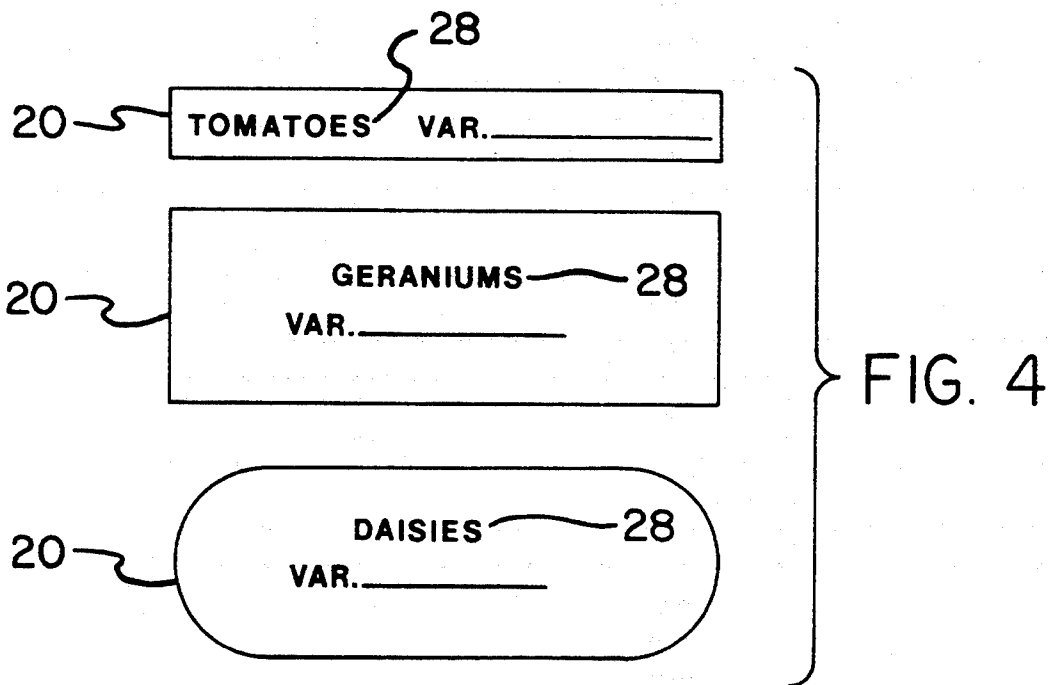 28
20 TOMATOES VAR.
GERANIUMS 28
20 VAR.
FIG. 4
DAISIES 28
20 VAR.